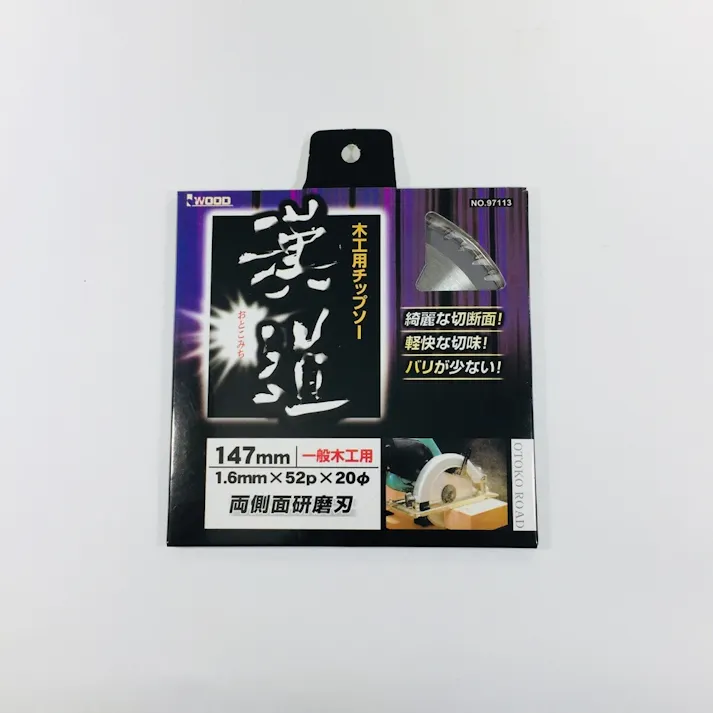 WOOD
NO.97113
木工用チップソー
漢道
おとこみち
綺麗な切断面!
軽快な切味!
バリが少ない!
147mm 一般木工用
1.6mm×52p×20φ
両側面研磨刃
OTOKO ROAD